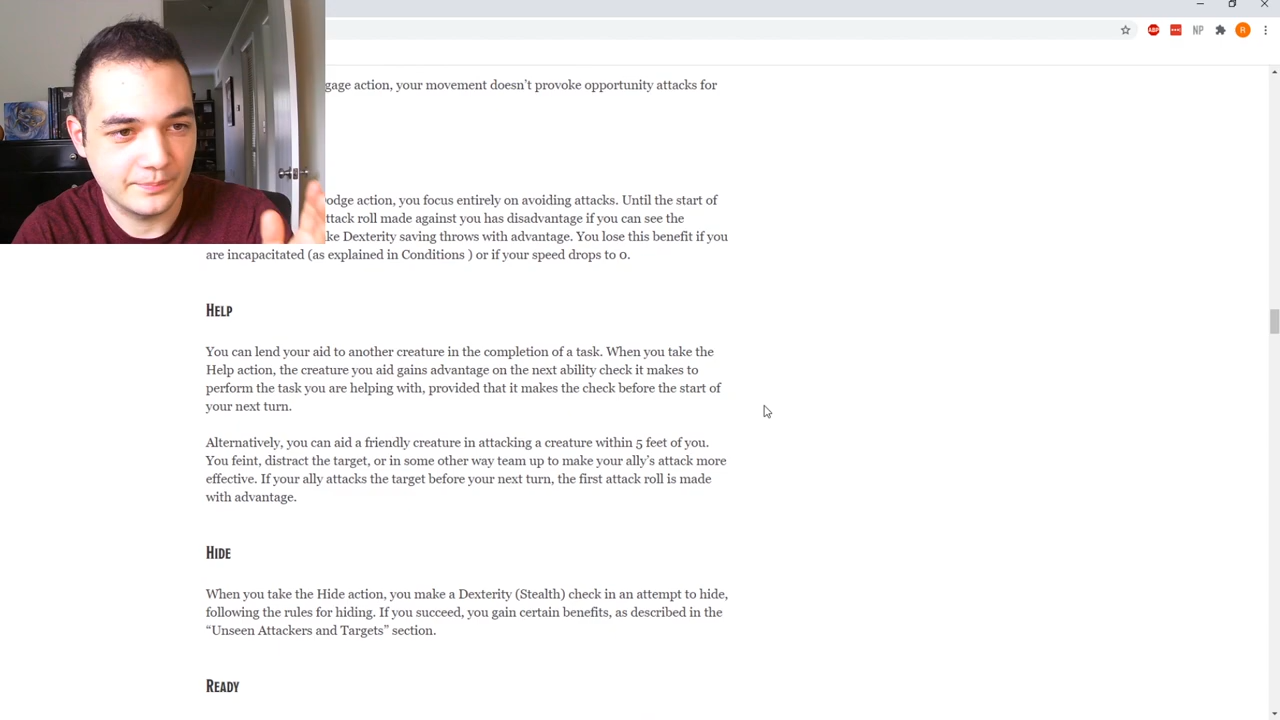 gage action, your movement doesn't provoke opportunity attacks for
odge action, you focus entirely on avoiding attacks. Until the start of
tack roll made against you has disadvantage if you can see the
ke Dexterity saving throws with advantage. You lose this benefit if you
are incapacitated (as explained in Conditions ) or if your speed drops to 0.
HELP
You can lend your aid to another creature in the completion of a task. When you take the
Help action, the creature you aid gains advantage on the next ability check it makes to
perform the task you are helping with, provided that it makes the check before the start of
your next turn.
Alternatively, you can aid a friendly creature in attacking a creature within 5 feet of you.
You feint, distract the target, or in some other way team up to make your ally's attack more
effective. If your ally attacks the target before your next turn, the first attack roll is made
with advantage.
HIDE
When you take the Hide action, you make a Dexterity (Stealth) check in an attempt to hide,
following the rules for hiding. If you succeed, you gain certain benefits, as described in the
“Unseen Attackers and Targets” section.
READY
ABP
NP
R